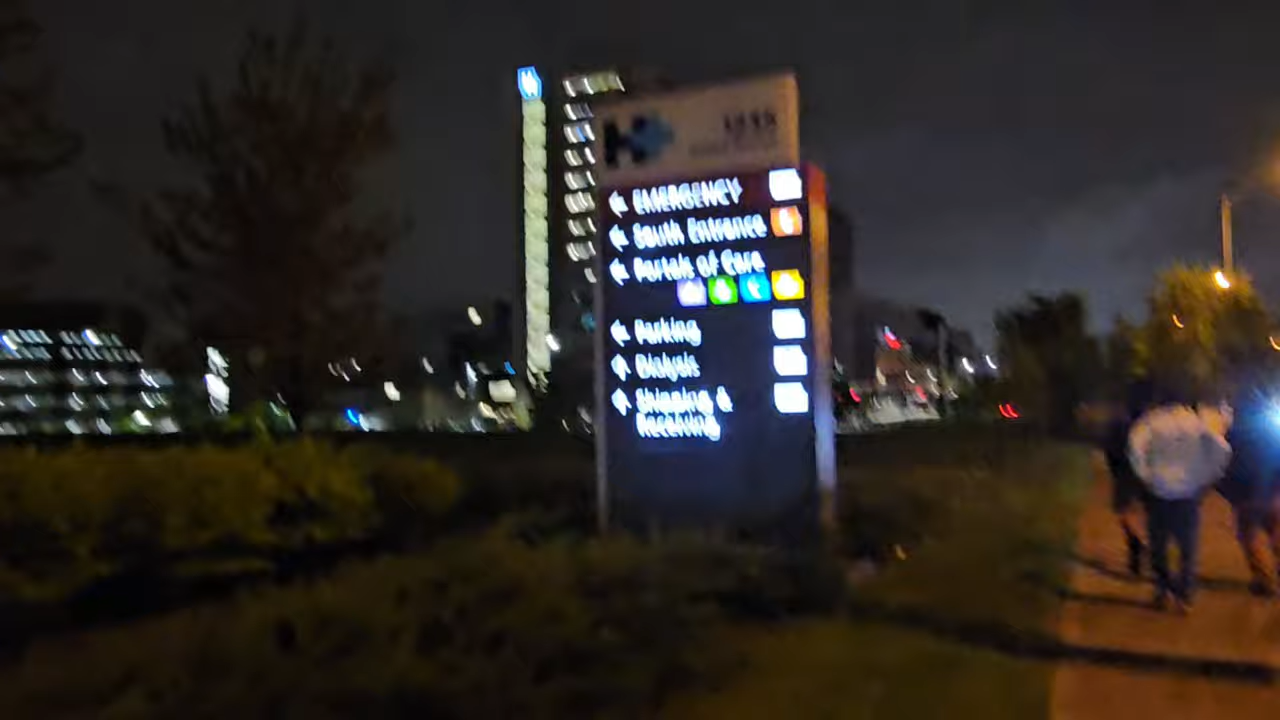 EMERGENCY
South Entrance
Portals of Care
Parking
Dialysis
Shipping &
Receiving